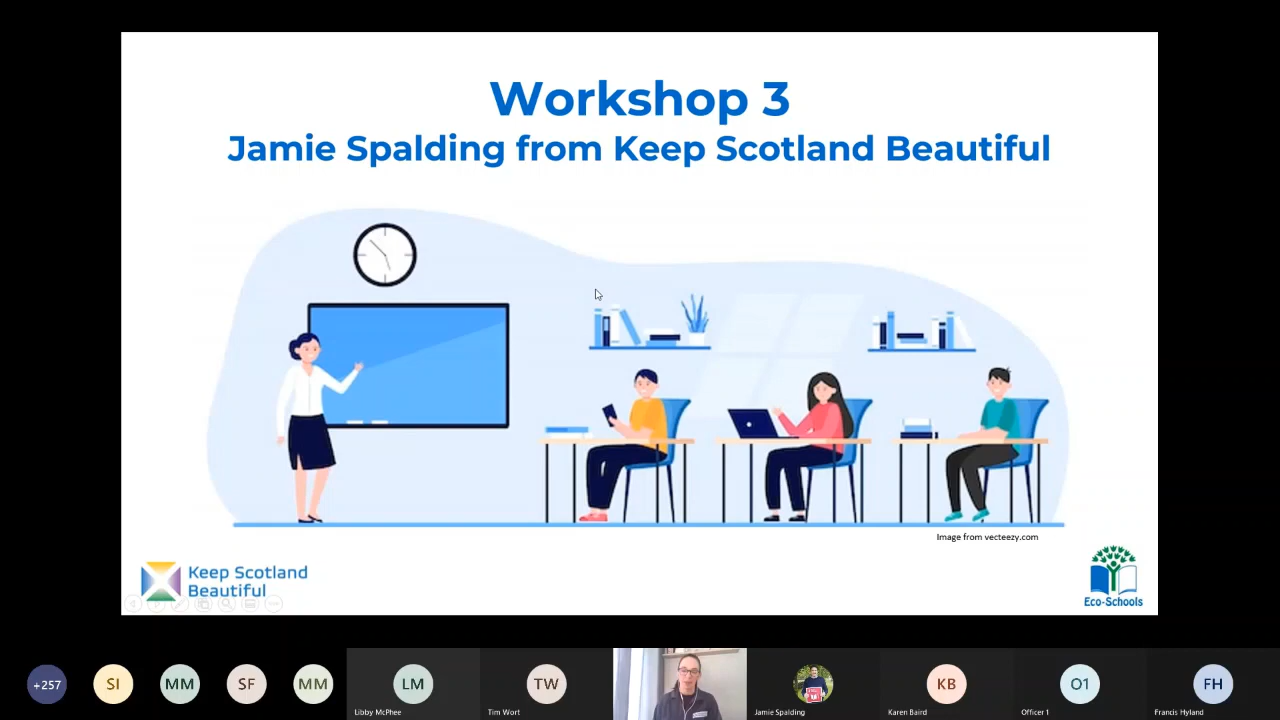 Workshop 3
Jamie Spalding from Keep Scotland Beautiful
Image from vecteezy.com
Keep Scotland
Beautiful
Eco-Schools
+257
SI
MM
SF
MM
LM
TW
KB
O1
FH
Libby McPhee
Tim Wort
Jamie Spalding
Karen Baird
Officer 1
Francis Hyland